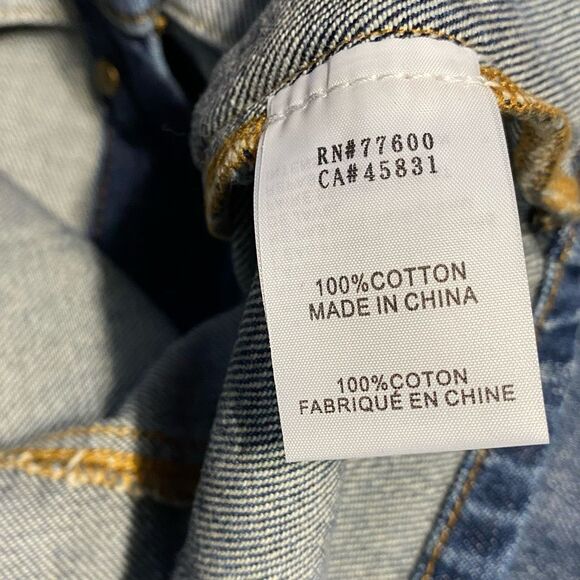 RN#77600
CA#45831
100%COTTON
MADE IN CHINA
100%COTON
FABRIQUÉ EN CHINE